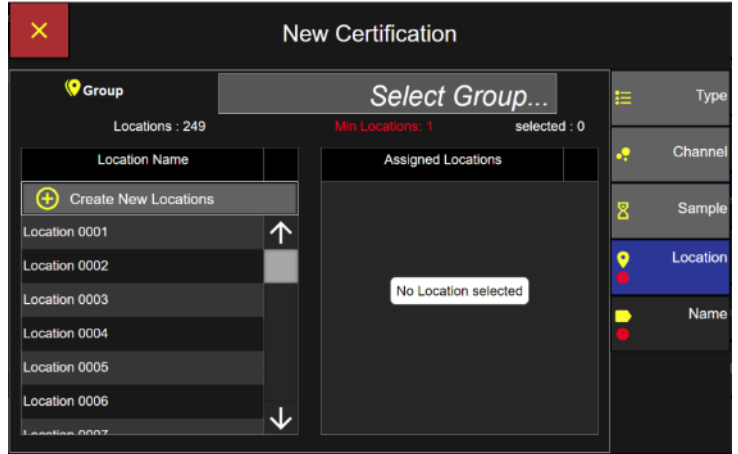 New Certification
Group
Select Group...
Locations : 249
Min Locations: 1
selected : 0
Location Name
Assigned Locations
Create New Locations
Location 0001
Location 0002
Location 0003
Location 0004
Location 0005
Location 0006
Location 0007
No Location selected
Type
Channel
Sample
Location
Name